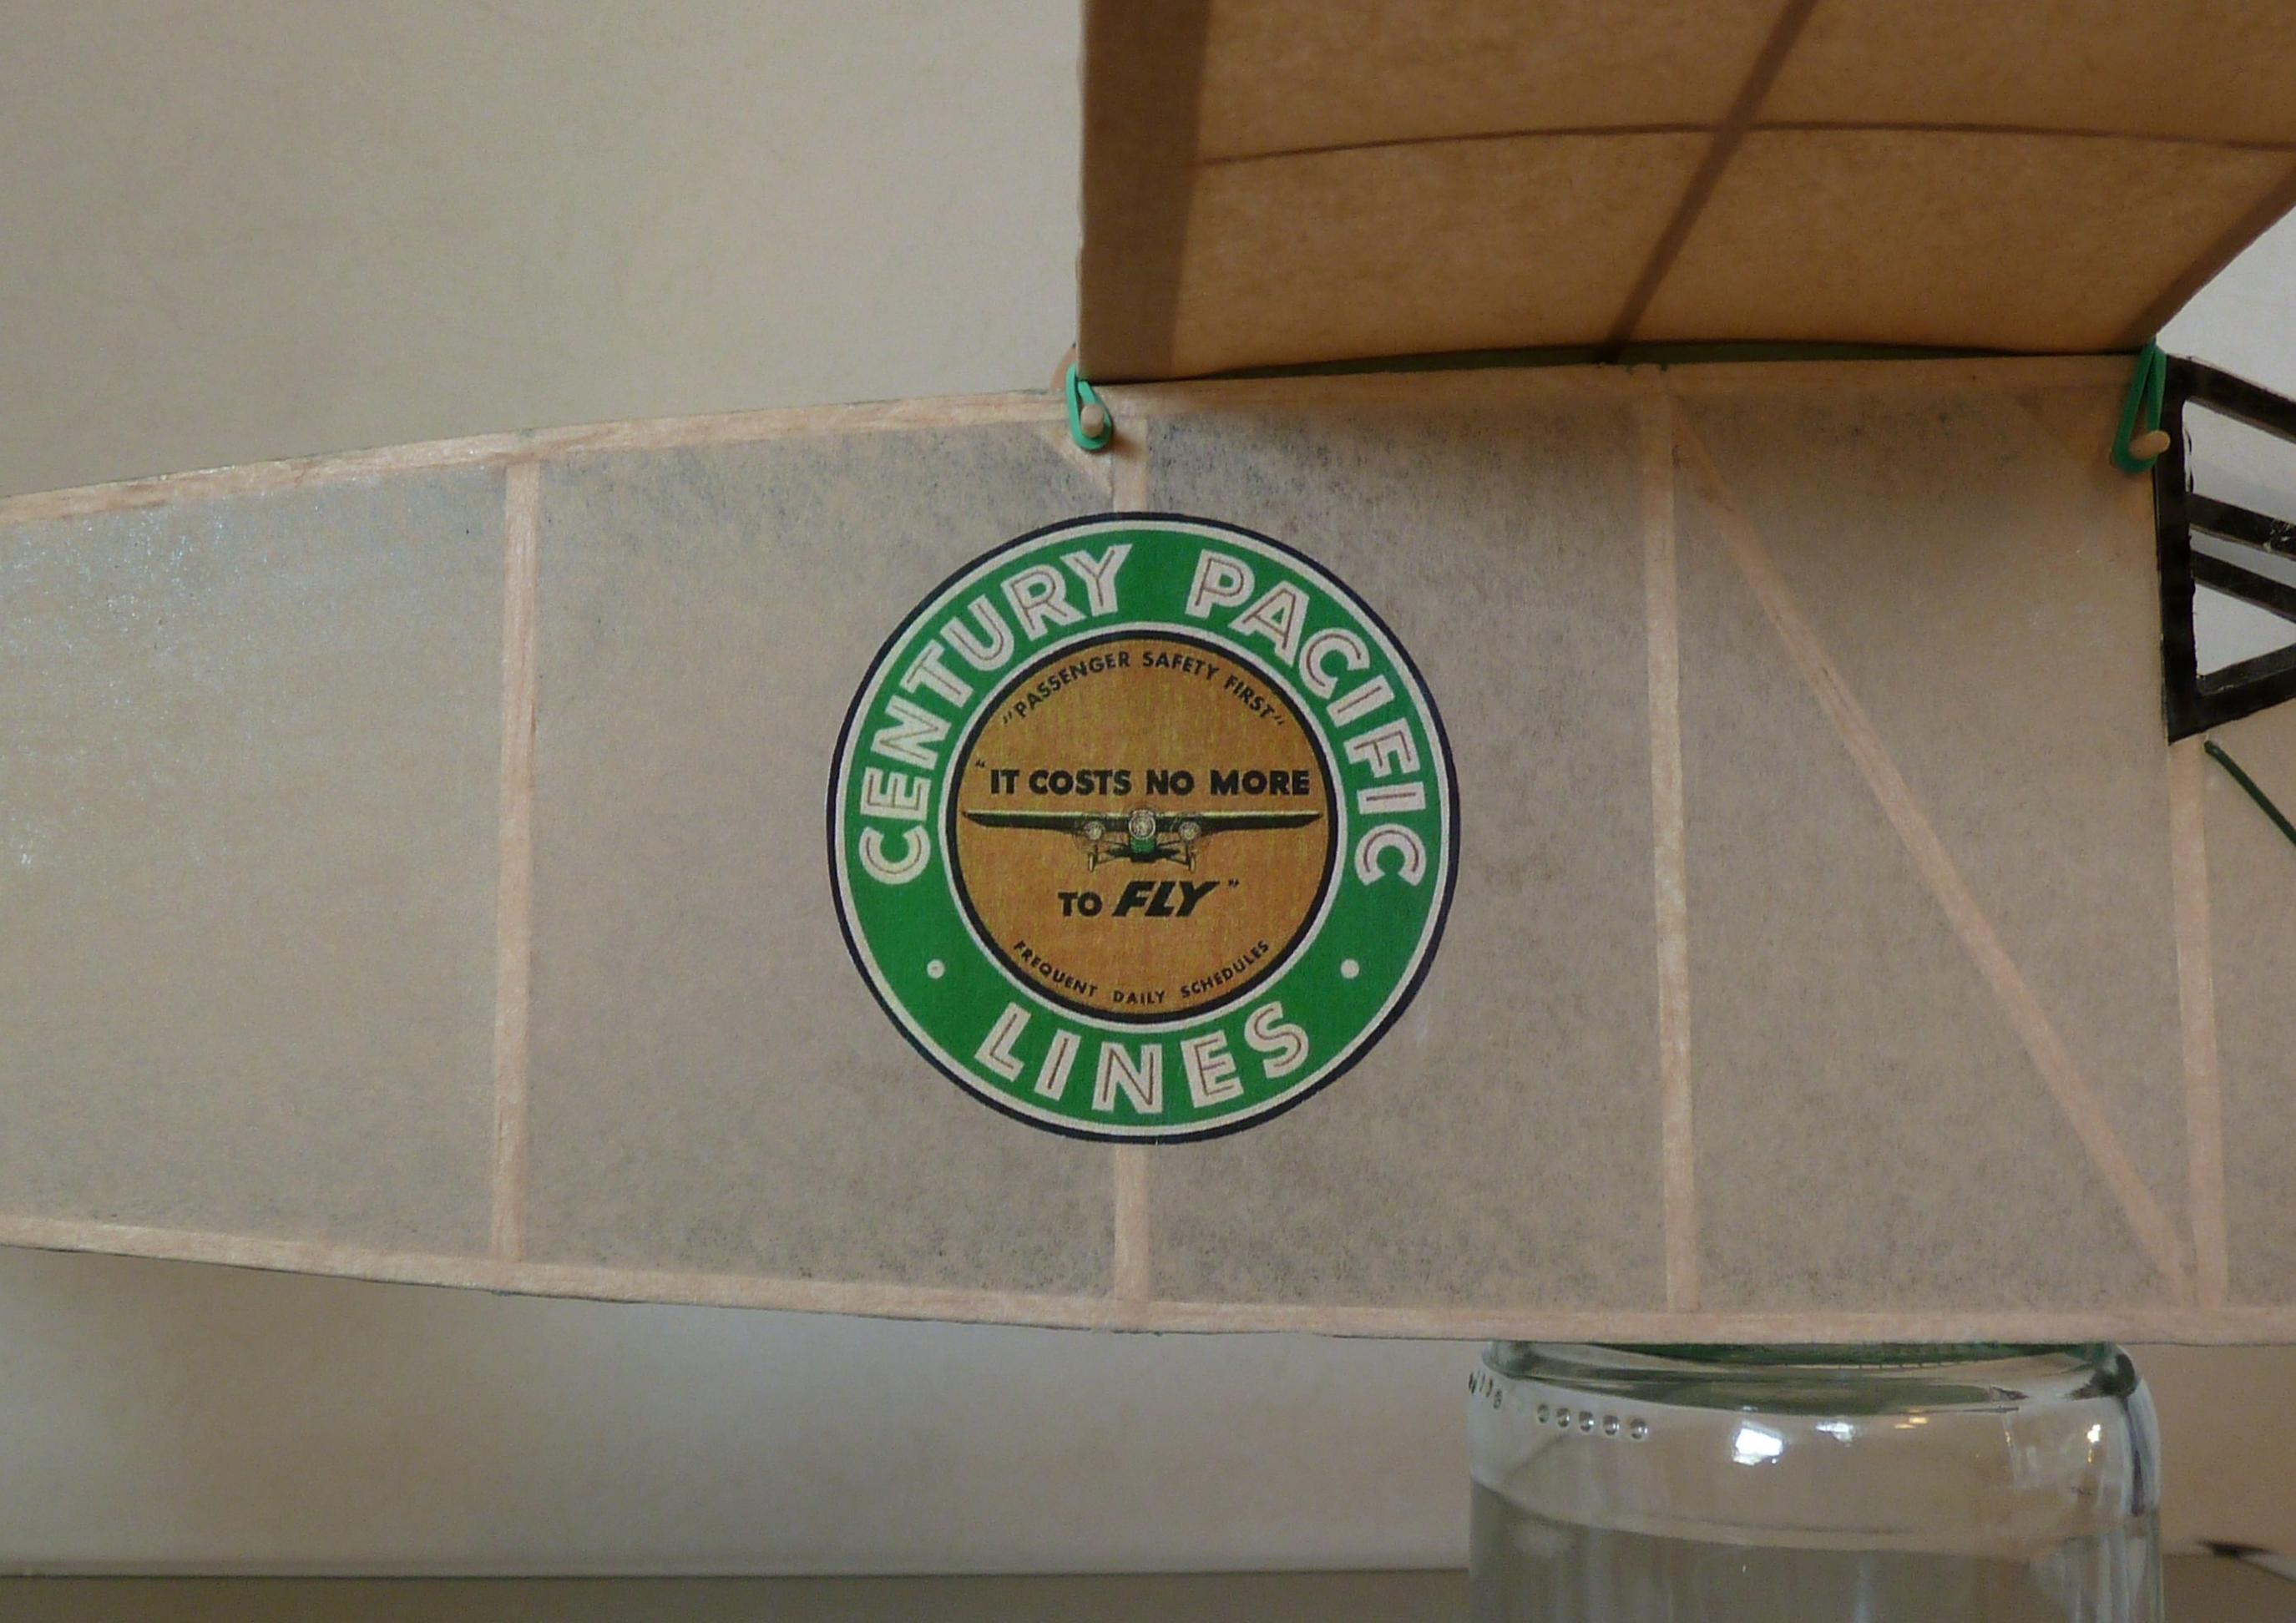 CENTURY PACIFIC
"PASSENGER SAFETY FIRST"
"IT COSTS NO MORE
TO FLY"
FREQUENT DAILY SCHEDULES
• LINES •